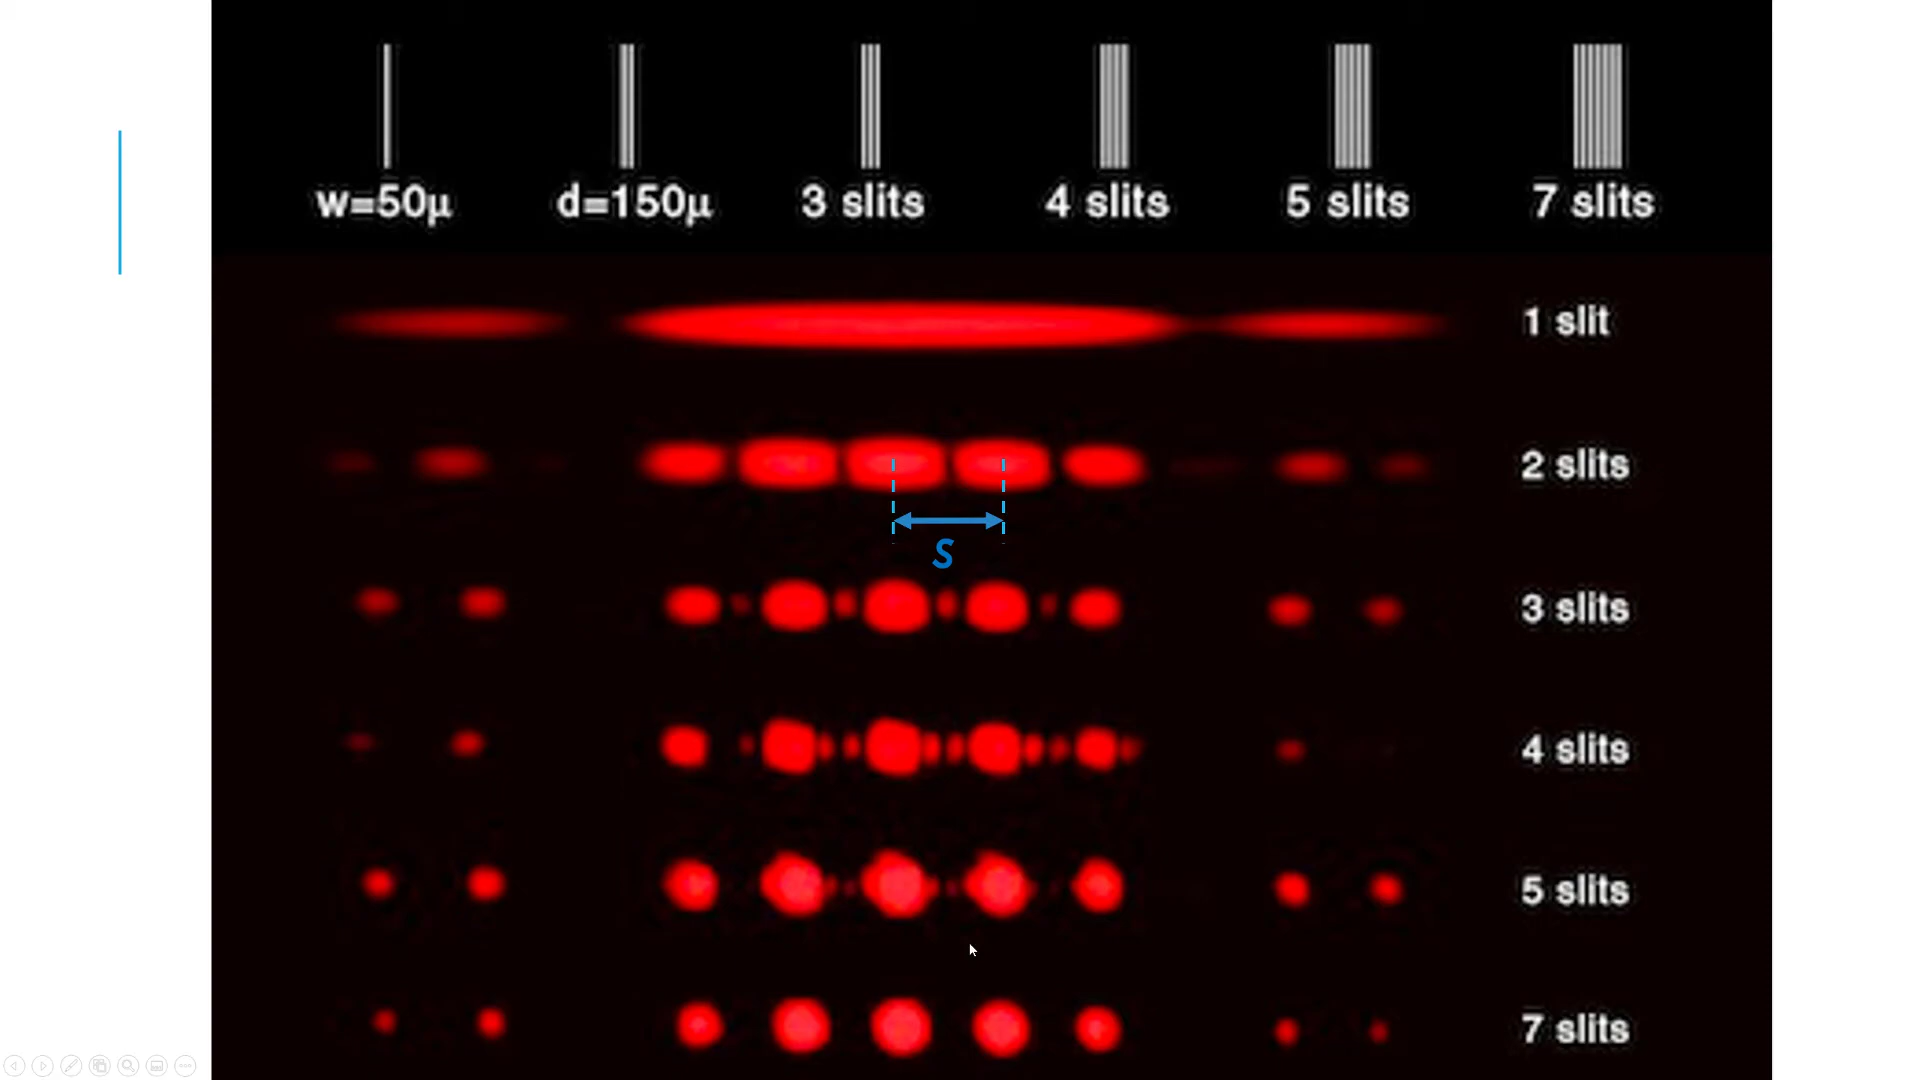 w=50μ d=150μ 3 slits 4 slits 5 slits 7 slits
1 slit
2 slits
s
3 slits
4 slits
5 slits
7 slits